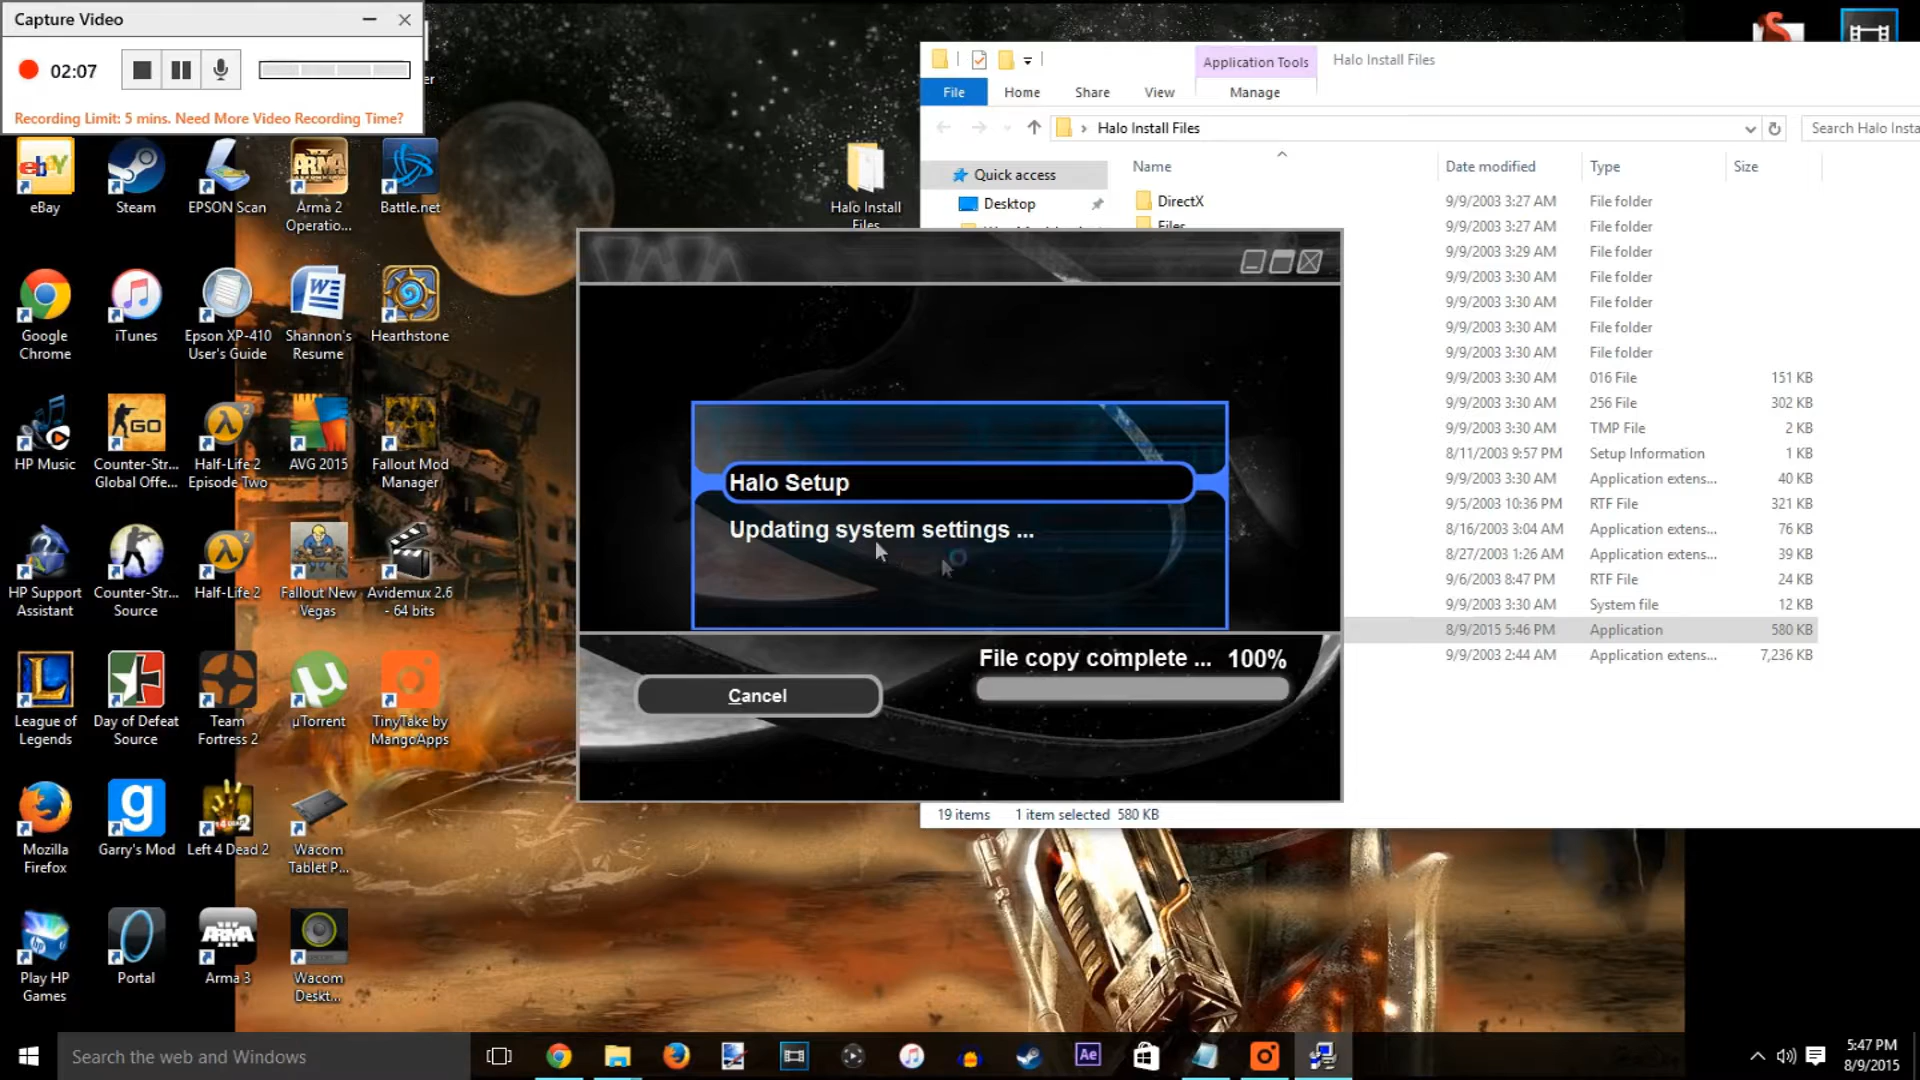 Capture Video
02:07
Recording Limit: 5 mins. Need More Video Recording Time?
er
eBay
Steam
EPSON Scan
Arma 2
Operatio...
Battle.net
Google
Chrome
iTunes
Epson XP-410
User's Guide
Shannon's
Resume
Hearthstone
HP Music
Counter-Str...
Global Offe...
Half-Life 2
Episode Two
AVG 2015
Fallout Mod
Manager
HP Support
Assistant
Counter-Str...
Source
Half-Life 2
Fallout New
Vegas
Avidemux 2.6
- 64 bits
League of
Legends
Day of Defeat
Source
Team
Fortress 2
µTorrent
TinyTake by
MangoApps
Mozilla
Firefox
Garry's Mod
Left 4 Dead 2
Wacom
Tablet P...
Play HP
Games
Portal
Arma 3
Wacom
Deskt...
Halo Install
Files
Application Tools
Halo Install Files
File
Home
Share
View
Manage
Halo Install Files
Search Halo Insta
Name
Date modified
Type
Size
Quick access
Desktop
DirectX
9/9/2003 3:27 AM
File folder
Files
9/9/2003 3:27 AM
File folder
9/9/2003 3:29 AM
File folder
9/9/2003 3:30 AM
File folder
9/9/2003 3:30 AM
File folder
9/9/2003 3:30 AM
File folder
9/9/2003 3:30 AM
File folder
9/9/2003 3:30 AM
016 File
151 KB
9/9/2003 3:30 AM
256 File
302 KB
9/9/2003 3:30 AM
TMP File
2 KB
8/11/2003 9:57 PM
Setup Information
1 KB
9/9/2003 3:30 AM
Application extens...
40 KB
9/5/2003 10:36 PM
RTF File
321 KB
8/16/2003 3:04 AM
Application extens...
76 KB
8/27/2003 1:26 AM
Application extens...
39 KB
9/6/2003 8:47 PM
RTF File
24 KB
9/9/2003 3:30 AM
System file
12 KB
8/9/2015 5:46 PM
Application
580 KB
9/9/2003 2:44 AM
Application extens...
7,236 KB
19 items
1 item selected 580 KB
Halo Setup
Updating system settings ...
File copy complete ... 100%
Cancel
Search the web and Windows
Ae
5:47 PM
8/9/2015